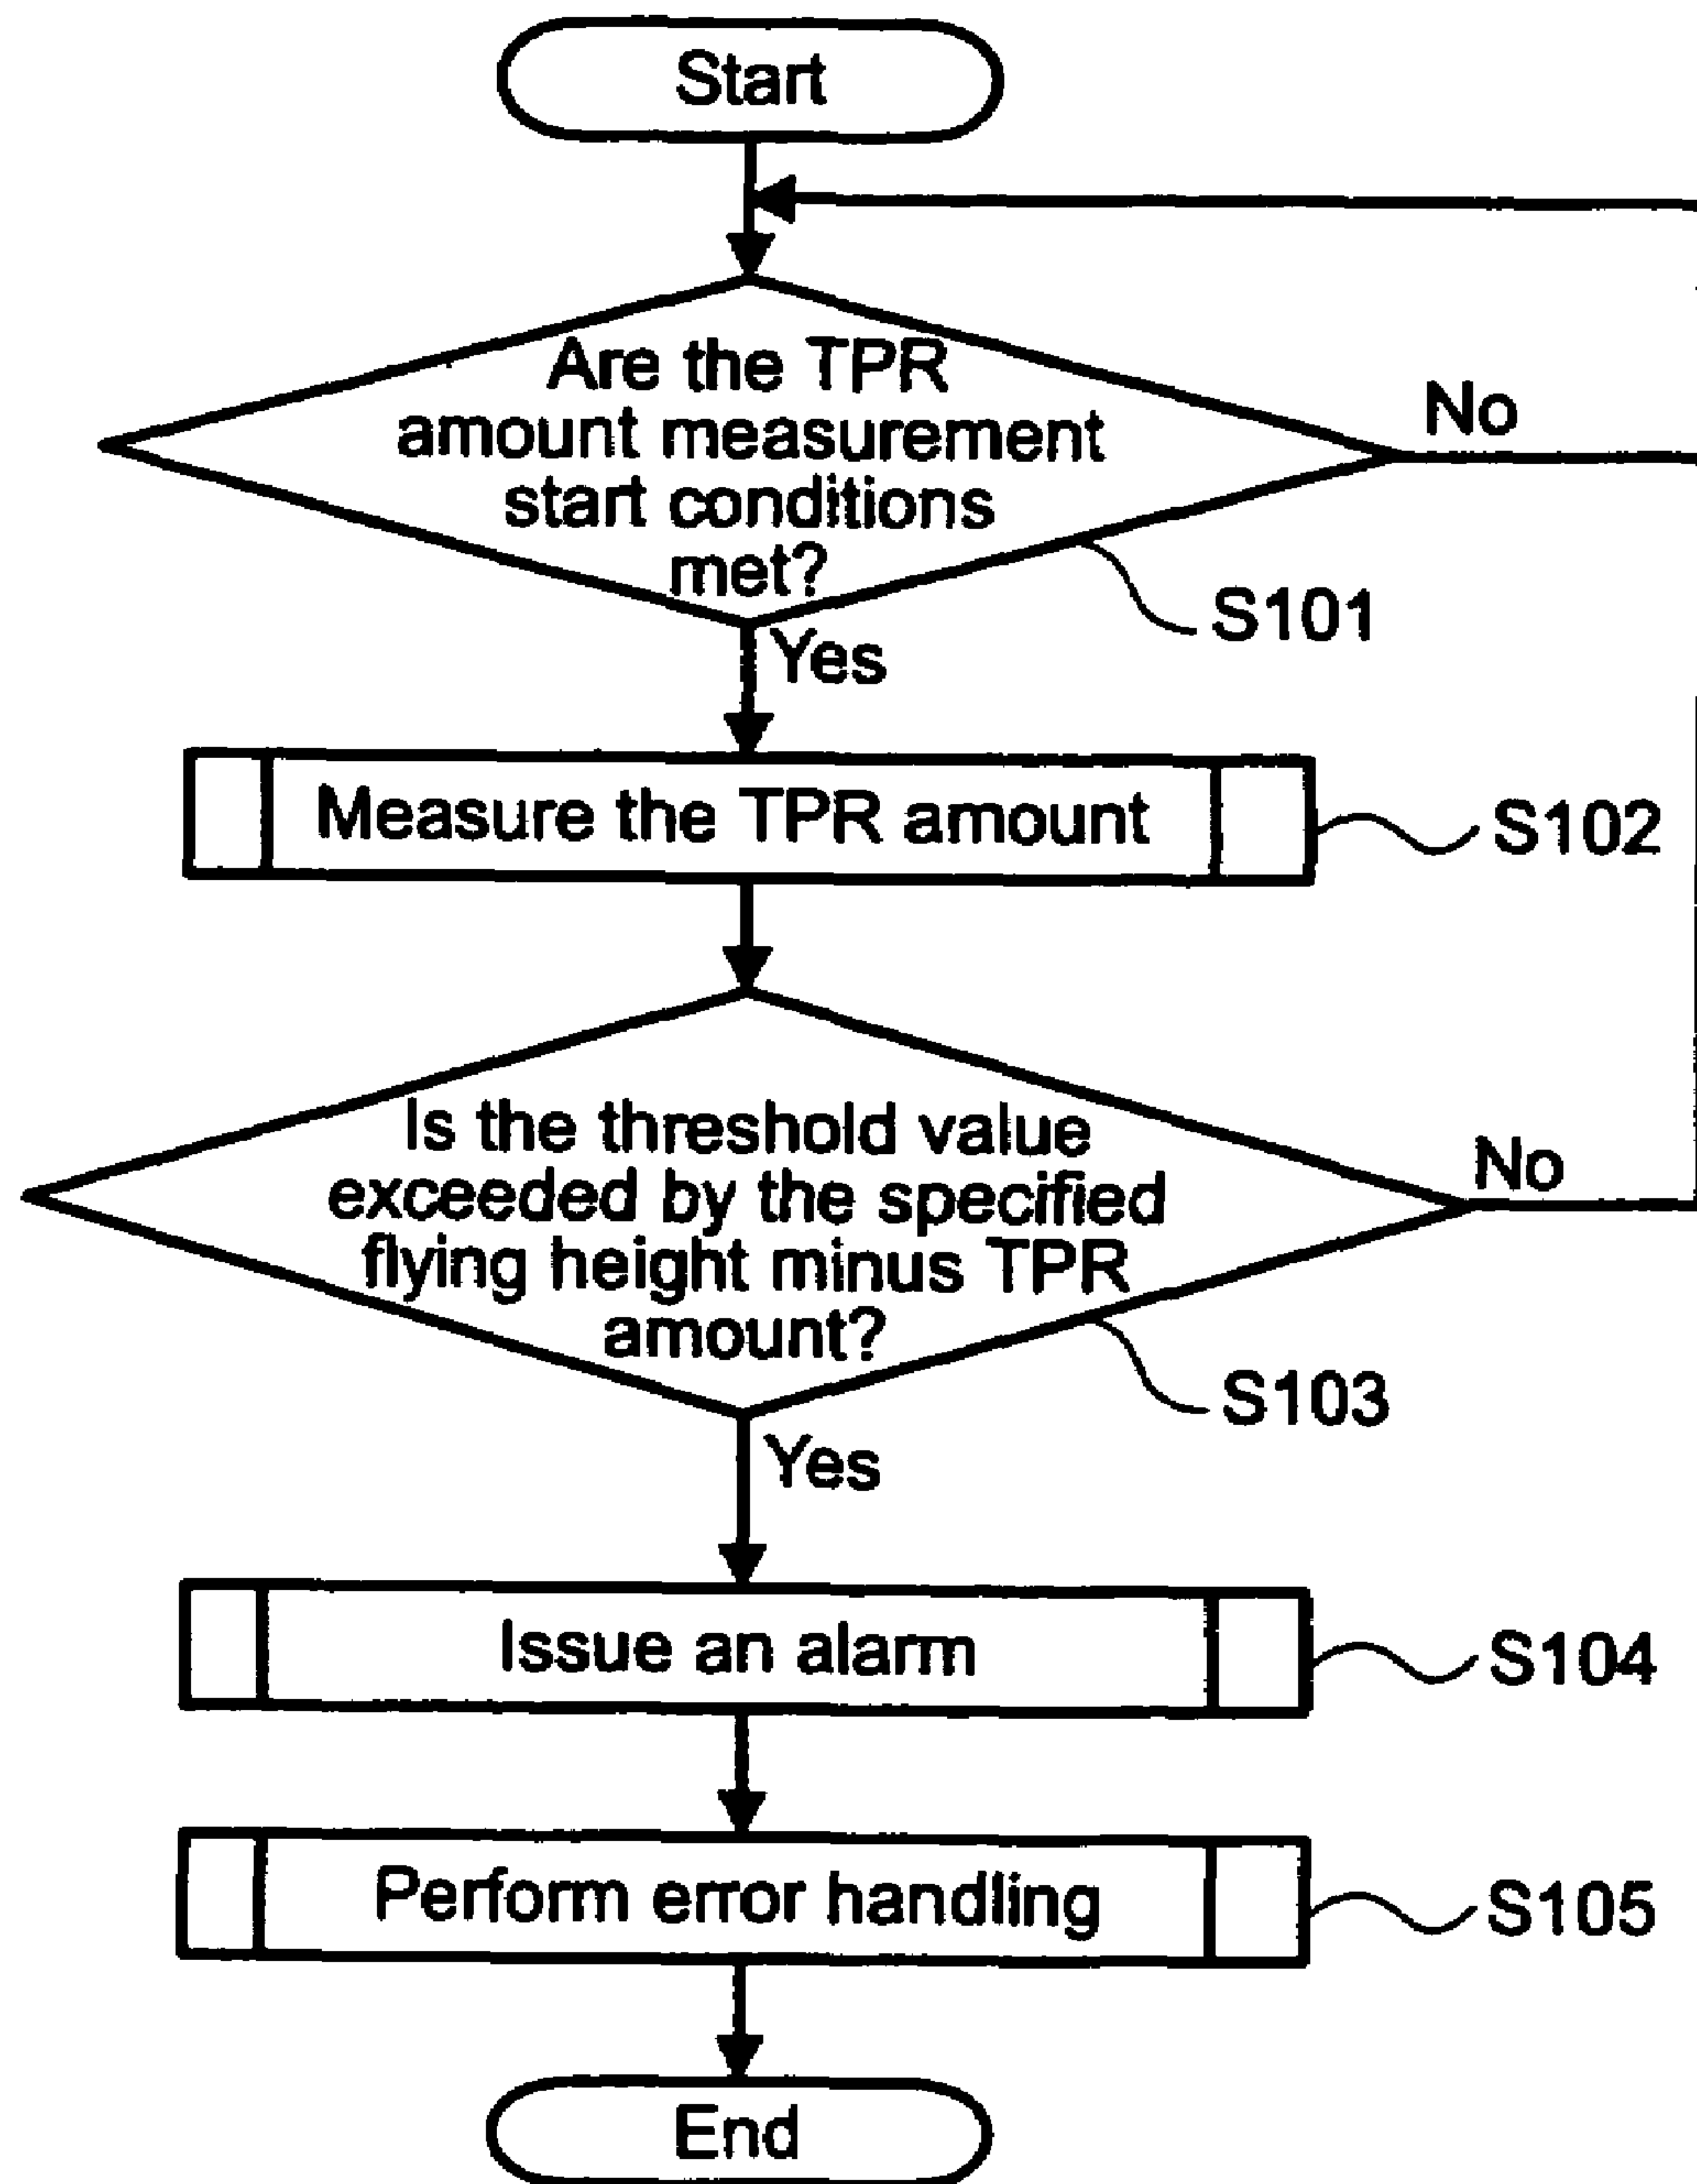 Start
Are the TPR
amount measurement
start conditions
met?
No
S101
Yes
Measure the TPR amount
S102
Is the threshold value
exceeded by the specified
flying height minus TPR
amount?
No
S103
Yes
Issue an alarm
S104
Perform error handling
S105
End